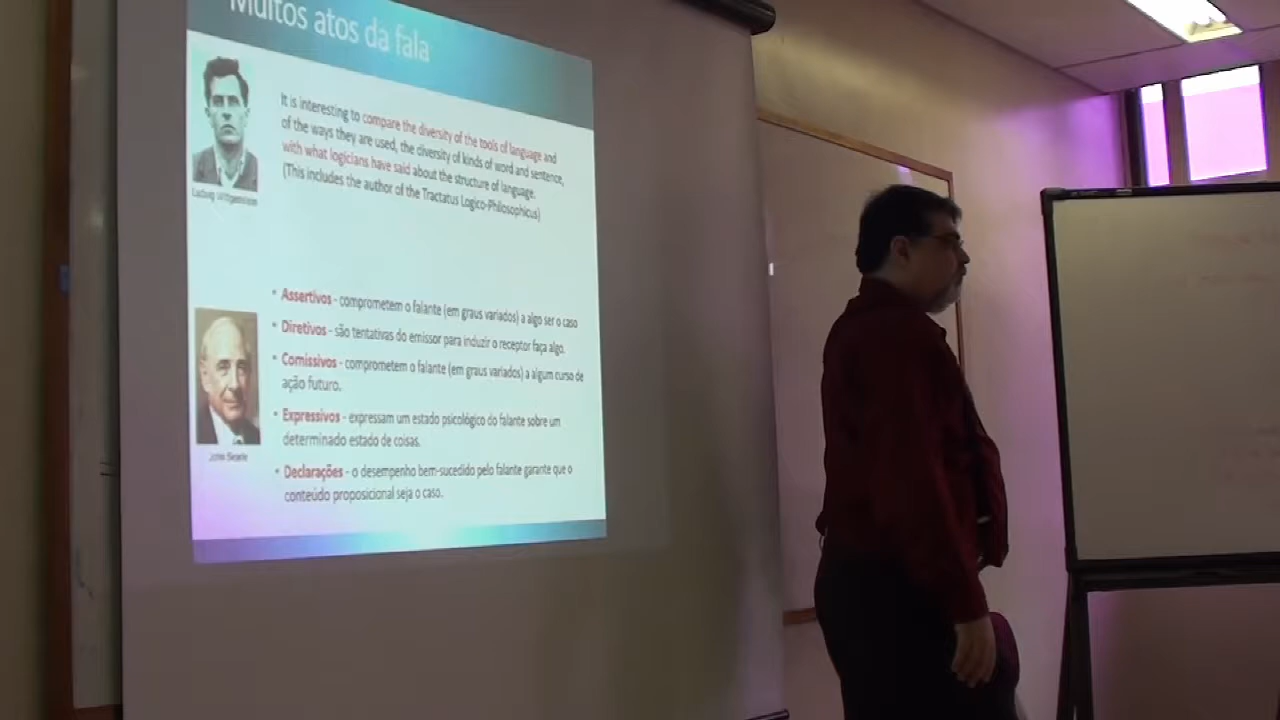 Muitos atos da fala
It is interesting to compare the diversity of the tools of language and
of the ways they are used, the diversity of kinds of word and sentence,
with what logicians have said about the structure of language.
(This includes the author of the Tractatus Logico-Philosophicus)
Ludwig Wittgenstein
• Assertivos - comprometem o falante (em graus variados) a algo ser o caso
• Diretivos - são tentativas do emissor para induzir o receptor faça algo.
• Comissivos - comprometem o falante (em graus variados) a algum curso de
ação futuro.
• Expressivos - expressam um estado psicológico do falante sobre um
determinado estado de coisas.
John Searle
• Declarações - o desempenho bem-sucedido pelo falante garante que o
conteúdo proposicional seja o caso.